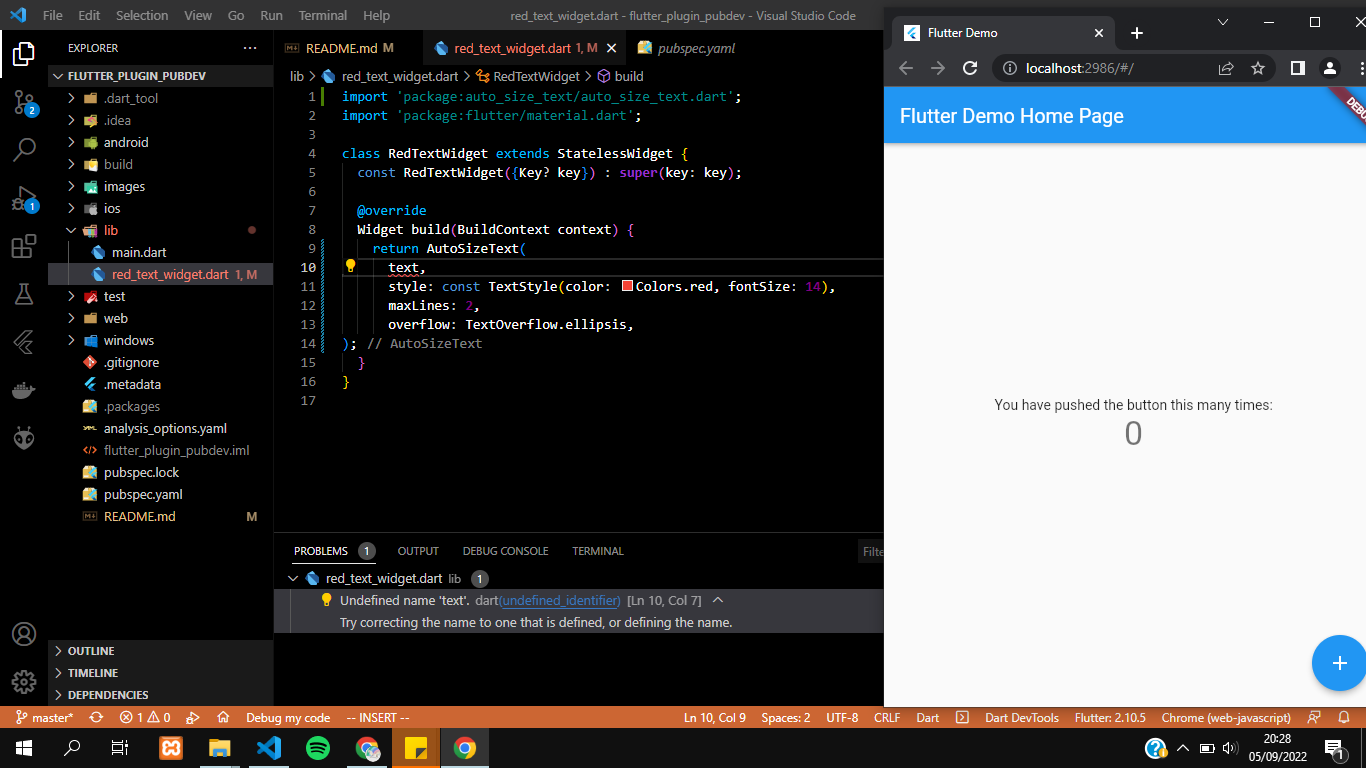 File Edit Selection View Go Run Terminal Help red_text_widget.dart - flutter_plugin_pubdev - Visual Studio Code
EXPLORER
FLUTTER_PLUGIN_PUBDEV
.dart_tool
.idea
android
build
images
ios
lib
main.dart
red_text_widget.dart 1, M
test
web
windows
.gitignore
.metadata
.packages
analysis_options.yaml
flutter_plugin_pubdev.iml
pubspec.lock
pubspec.yaml
README.md M
OUTLINE
TIMELINE
DEPENDENCIES
2
1
README.md M red_text_widget.dart 1, M pubspec.yaml
lib > red_text_widget.dart > RedTextWidget > build
1 import 'package:auto_size_text/auto_size_text.dart';
2 import 'package:flutter/material.dart';
3
4 class RedTextWidget extends StatelessWidget {
5 const RedTextWidget({Key? key}) : super(key: key);
6
7 @override
8 Widget build(BuildContext context) {
9 return AutoSizeText(
10 text,
11 style: const TextStyle(color: Colors.red, fontSize: 14),
12 maxLines: 2,
13 overflow: TextOverflow.ellipsis,
14 ); // AutoSizeText
15 }
16 }
17
PROBLEMS 1 OUTPUT DEBUG CONSOLE TERMINAL Filte
red_text_widget.dart lib 1
Undefined name 'text'. dart(undefined_identifier) [Ln 10, Col 7]
Try correcting the name to one that is defined, or defining the name.
Flutter Demo
localhost:2986/#/
Flutter Demo Home Page
DEBU
You have pushed the button this many times:
0
master* 1 0 Debug my code -- INSERT -- Ln 10, Col 9 Spaces: 2 UTF-8 CRLF Dart Dart DevTools Flutter: 2.10.5 Chrome (web-javascript)
20:28
05/09/2022
1